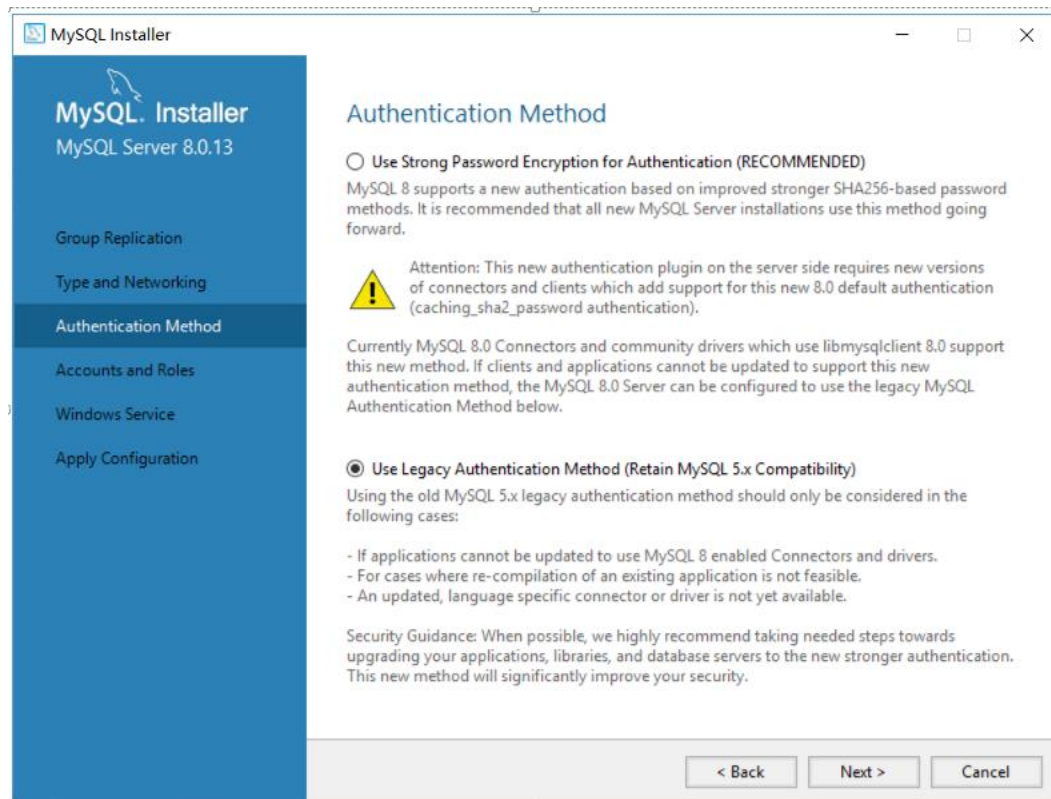 MySQL Installer
MySQL. Installer
MySQL Server 8.0.13
Group Replication
Type and Networking
Authentication Method
Accounts and Roles
Windows Service
Apply Configuration
Authentication Method
Use Strong Password Encryption for Authentication (RECOMMENDED)
MySQL 8 supports a new authentication based on improved stronger SHA256-based password
methods. It is recommended that all new MySQL Server installations use this method going
forward.
Attention: This new authentication plugin on the server side requires new versions
of connectors and clients which add support for this new 8.0 default authentication
(caching_sha2_password authentication).
Currently MySQL 8.0 Connectors and community drivers which use libmysqlclient 8.0 support
this new method. If clients and applications cannot be updated to support this new
authentication method, the MySQL 8.0 Server can be configured to use the legacy MySQL
Authentication Method below.
Use Legacy Authentication Method (Retain MySQL 5.x Compatibility)
Using the old MySQL 5.x legacy authentication method should only be considered in the
following cases:
- If applications cannot be updated to use MySQL 8 enabled Connectors and drivers.
- For cases where re-compilation of an existing application is not feasible.
- An updated, language specific connector or driver is not yet available.
Security Guidance: When possible, we highly recommend taking needed steps towards
upgrading your applications, libraries, and database servers to the new stronger authentication.
This new method will significantly improve your security.
< Back
Next >
Cancel